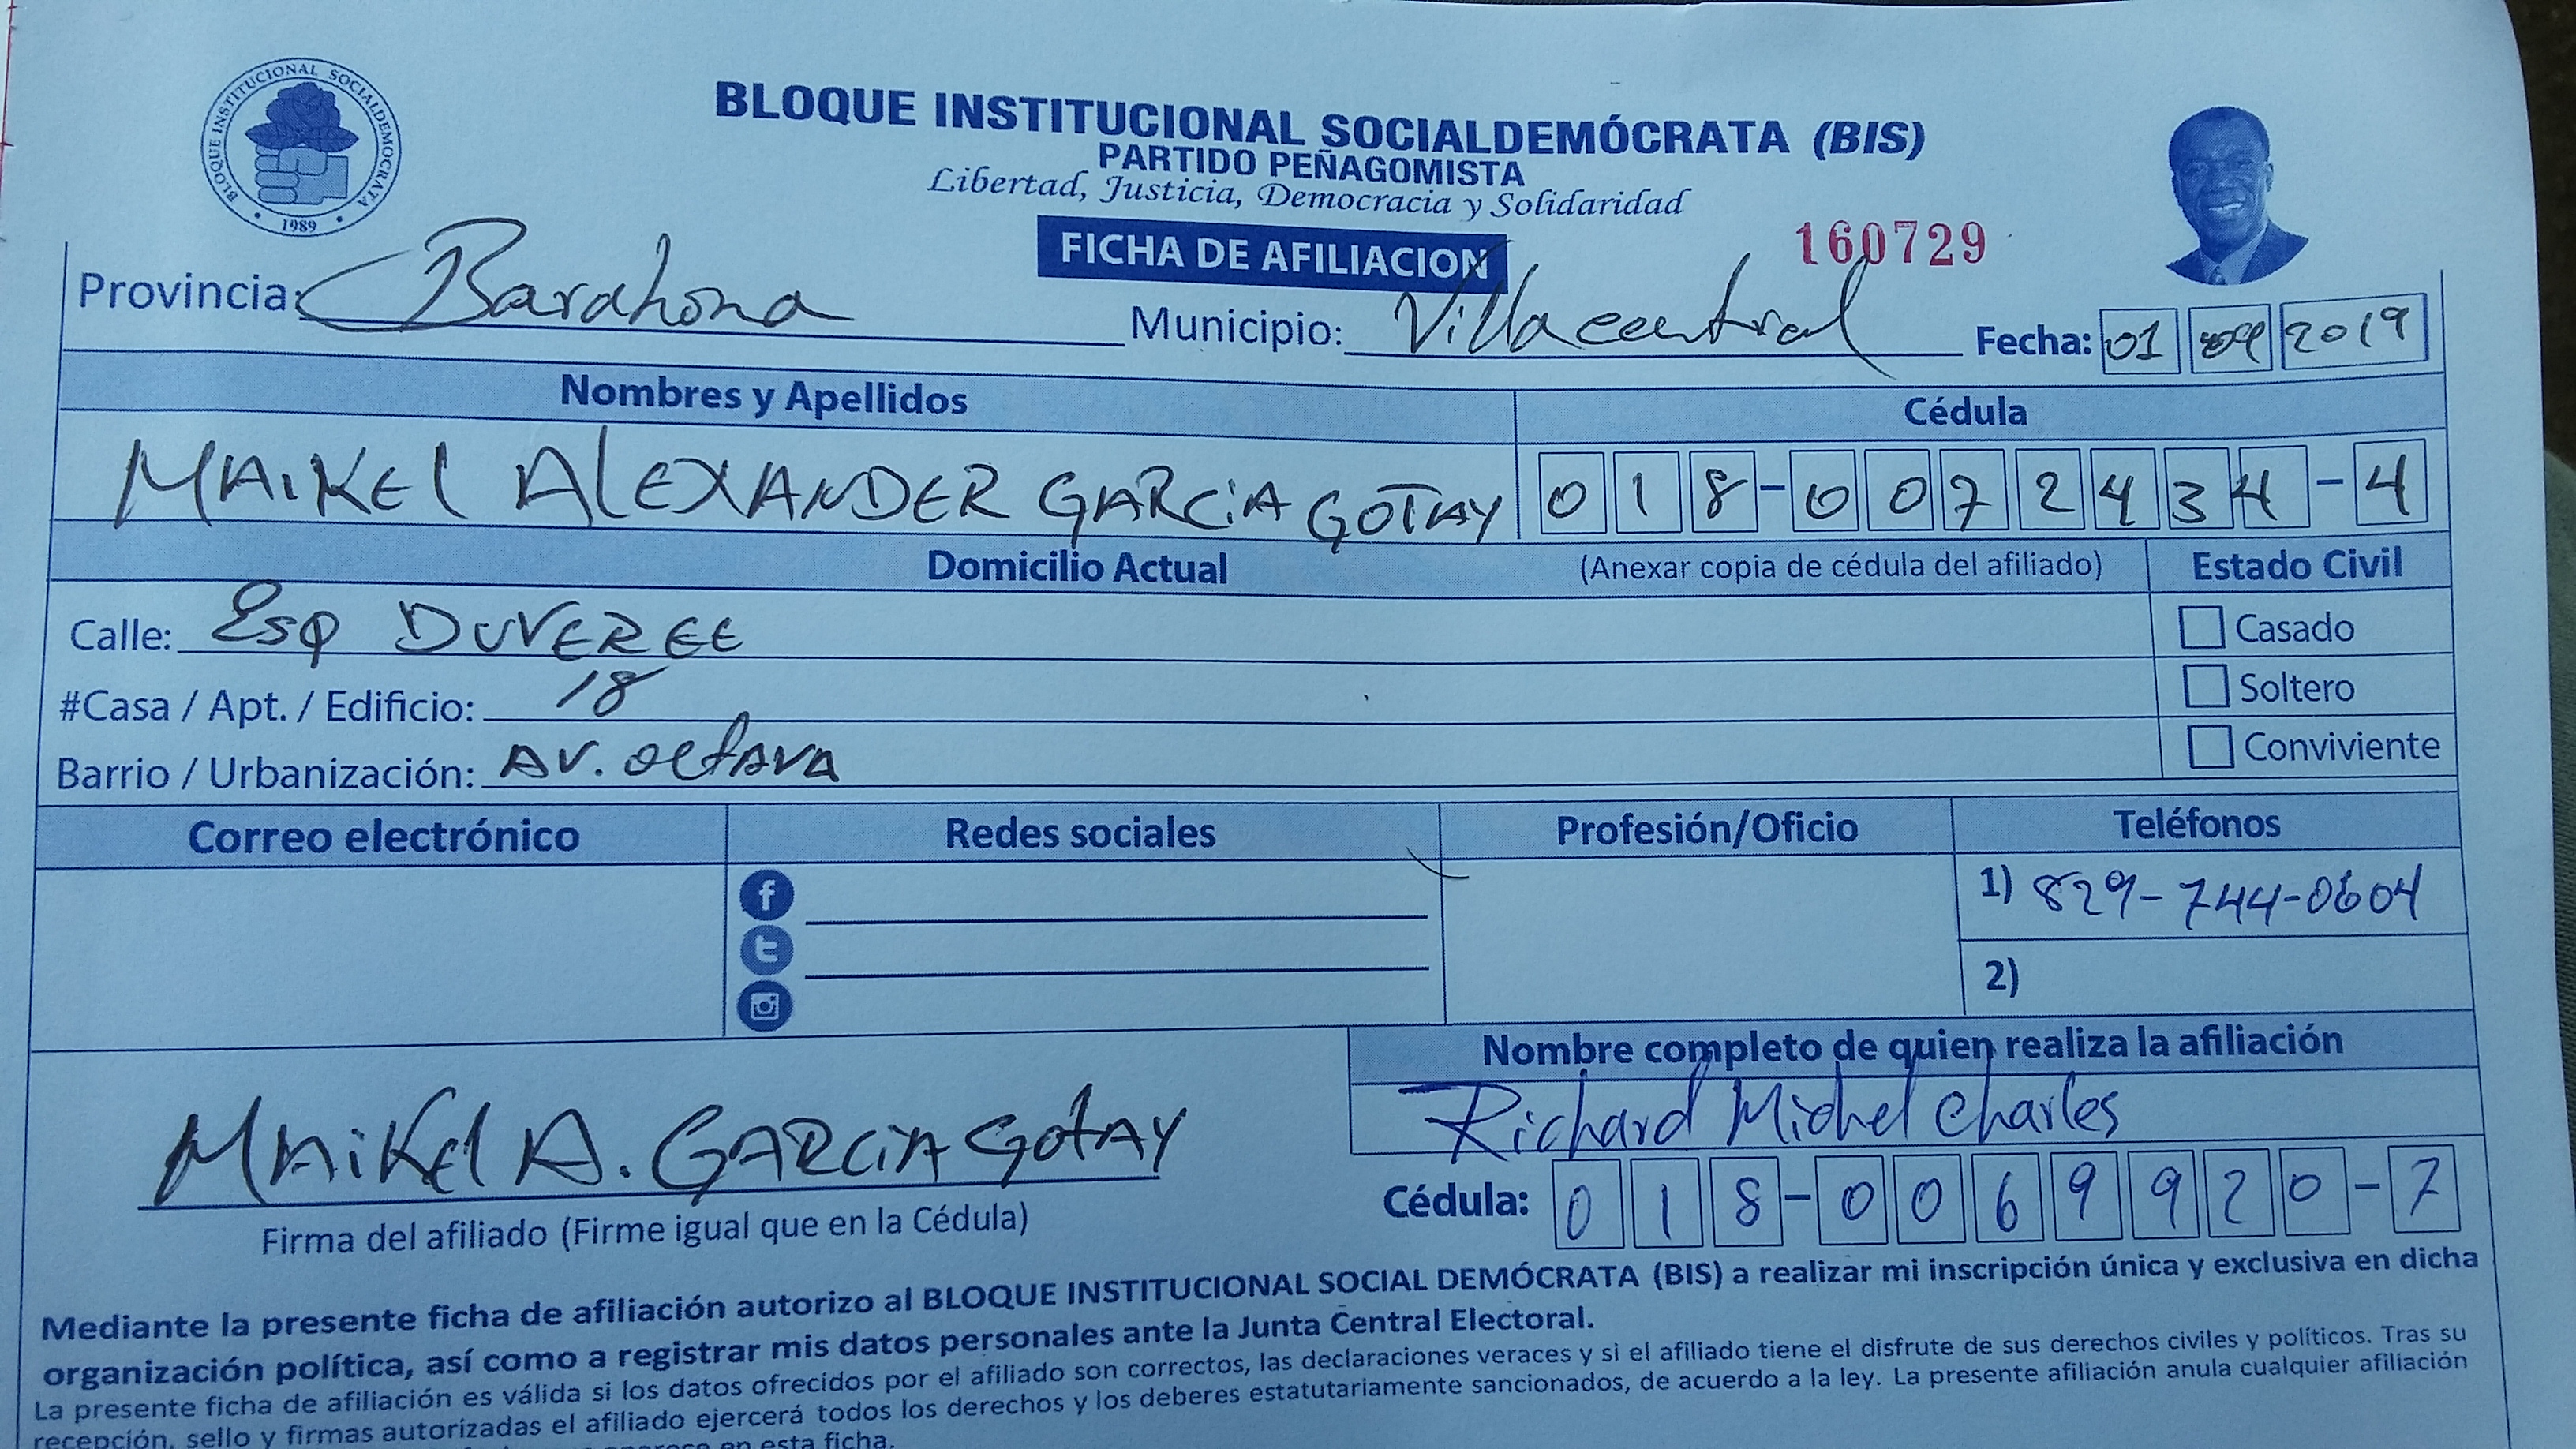 BLOQUE INSTITUCIONAL SOCIALDEMOCRATA
1989
BLOQUE INSTITUCIONAL SOCIALDEMÓCRATA (BIS)
PARTIDO PEÑAGOMISTA
Libertad, Justicia, Democracia y Solidaridad
FICHA DE AFILIACION
160729
Provincia: Barahona Municipio: Villa central Fecha: 01 09 2019
Nombres y Apellidos Cédula
MAIKEL ALEXANDER GARCIA GOTAY 018-0072434-4
Domicilio Actual (Anexar copia de cédula del afiliado) Estado Civil
Calle: Esq DUVEREE Casado
#Casa / Apt. / Edificio: 18 Soltero
Barrio / Urbanización: AV. octAVA Conviviente
Correo electrónico Redes sociales Profesión/Oficio Teléfonos
1) 829-744-0604
2)
Nombre completo de quien realiza la afiliación
Richard Michel Charles
MAiKel A. GARCiA GotAY
Cédula: 018-0069920-7
Firma del afiliado (Firme igual que en la Cédula)
Mediante la presente ficha de afiliación autorizo al BLOQUE INSTITUCIONAL SOCIAL DEMÓCRATA (BIS) a realizar mi inscripción única y exclusiva en dicha
organización política, así como a registrar mis datos personales ante la Junta Central Electoral.
La presente ficha de afiliación es válida si los datos ofrecidos por el afiliado son correctos, las declaraciones veraces y si el afiliado tiene el disfrute de sus derechos civiles y políticos. Tras su
recepción, sello y firmas autorizadas el afiliado ejercerá todos los derechos y los deberes estatutariamente sancionados, de acuerdo a la ley. La presente afiliación anula cualquier afiliación
en esta ficha.